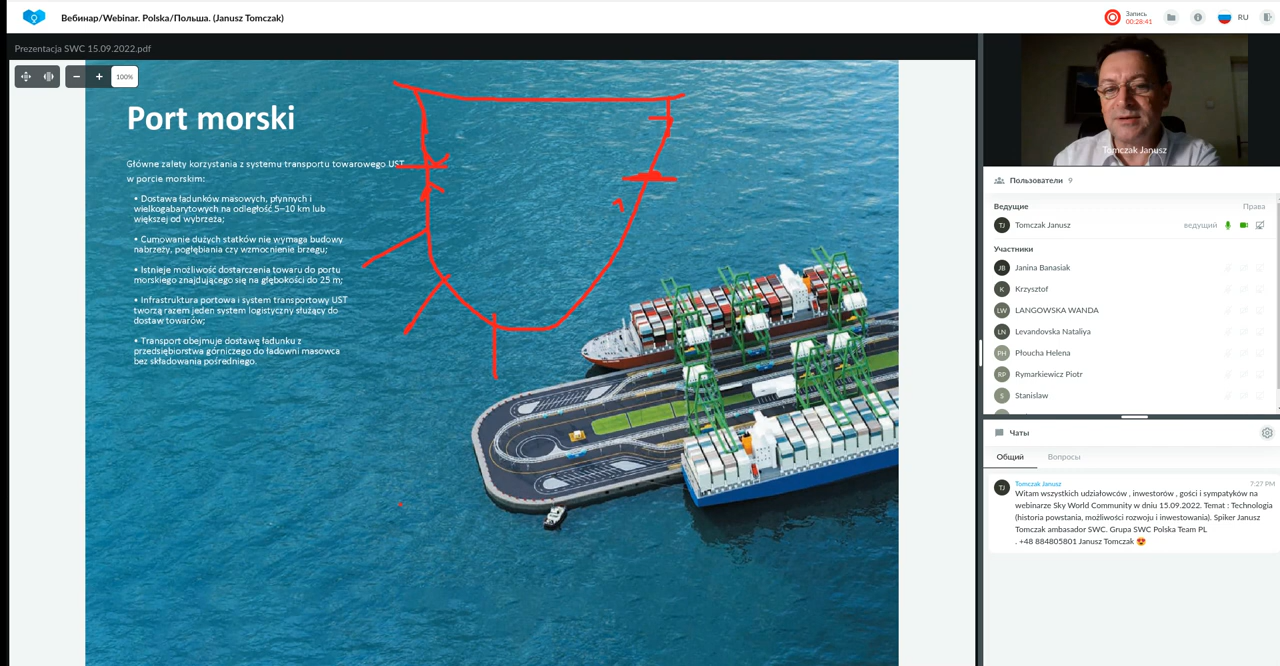 Вебинар/Webinar. Polska/Польша. (Janusz Tomczak)
Запись
00:28:41
RU
Prezentacja SWC 15.09.2022.pdf
100%
Port morski
Główne zalety korzystania z systemu transportu towarowego UST
w porcie morskim:
• Dostawa ładunków masowych, płynnych i
wielkogabarytowych na odległość 5–10 km lub
większej od wybrzeża;
• Cumowanie dużych statków nie wymaga budowy
nabrzeży, pogłębiania czy wzmocnienie brzegu;
• Istnieje możliwość dostarczenia towaru do portu
morskiego znajdującego się na głębokości do 25 m;
• Infrastruktura portowa i system transportowy UST
tworzą razem jeden system logistyczny służący do
dostaw towarów;
• Transport obejmuje dostawę ładunku z
przedsiębiorstwa górniczego do ładowni masowca
bez składowania pośredniego.
Tomczak Janusz
Пользователи 9
Ведущие Права
TJ Tomczak Janusz ведущий
Участники
JB Janina Banasiak
K Krzysztof
LW LANGOWSKA WANDA
LN Levandovska Nataliya
PH Płoucha Helena
RP Rymarkiewicz Piotr
S Stanislaw
Чаты
Общий Вопросы
TJ Tomczak Janusz 7:27 PM
Witam wszystkich udziałowców , inwestorów , gości i sympatyków na
webinarze Sky World Community w dniu 15.09.2022. Temat : Technologia
(historia powstania, możliwości rozwoju i inwestowania). Spiker Janusz
Tomczak ambasador SWC. Grupa SWC Polska Team PL
. +48 884805801 Janusz Tomczak 😍